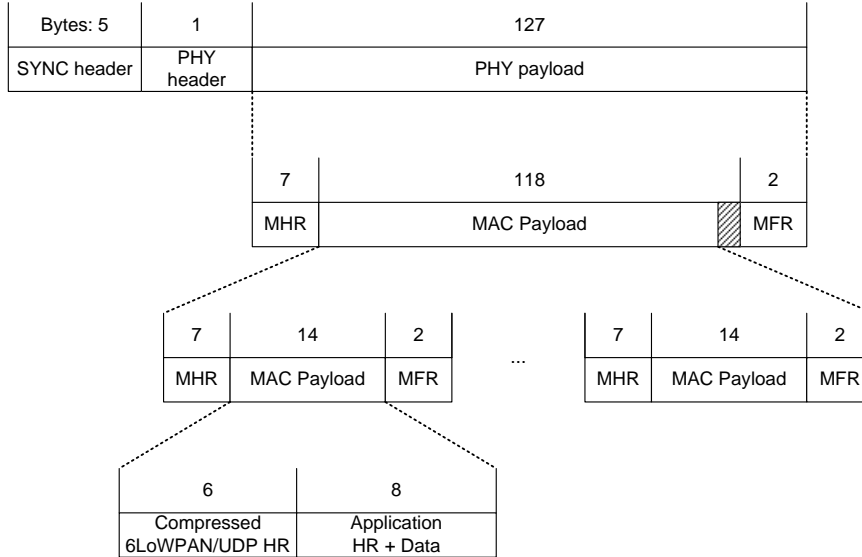 Bytes: 5 1 127
SYNC header PHY header PHY payload
7 118 2
MHR MAC Payload MFR
7 14 2 ... 7 14 2
MHR MAC Payload MFR MHR MAC Payload MFR
6 8
Compressed 6LoWPAN/UDP HR Application HR + Data